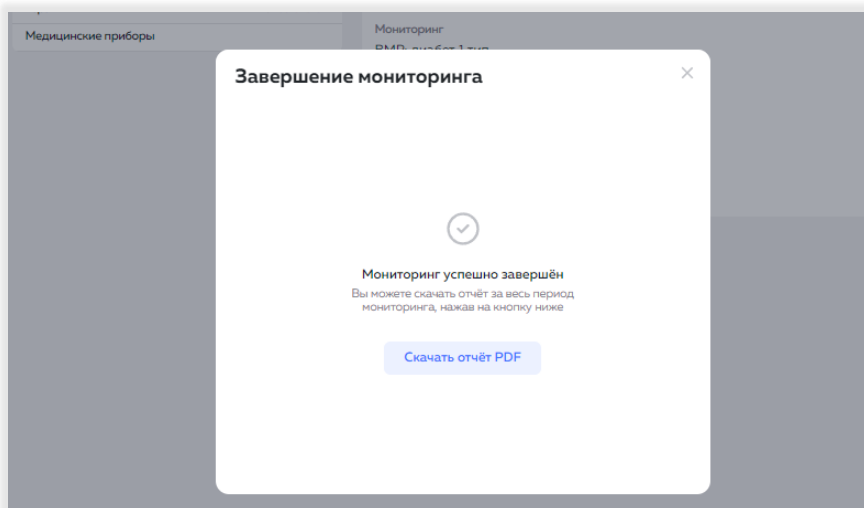 Медицинские приборы
Мониторинг
Завершение мониторинга
Мониторинг успешно завершён
Вы можете скачать отчёт за весь период
мониторинга, нажав на кнопку ниже
Скачать отчёт PDF